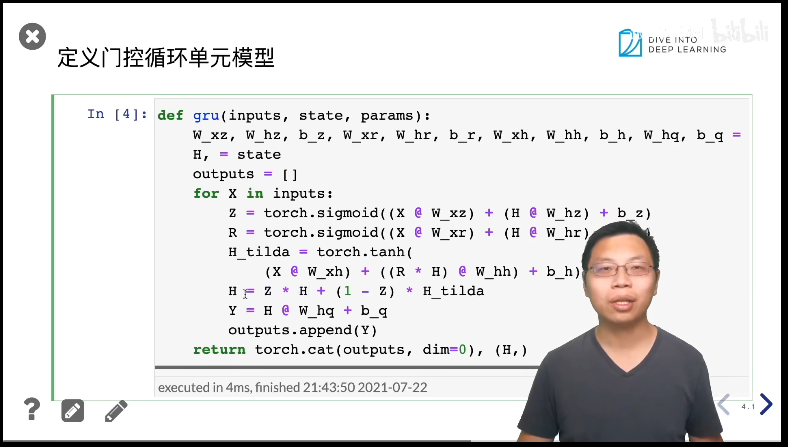 bilibili
DIVE INTO
DEEP LEARNING
定义门控循环单元模型
In [4]: def gru(inputs, state, params):
W_xz, W_hz, b_z, W_xr, W_hr, b_r, W_xh, W_hh, b_h, W_hq, b_q =
H, = state
outputs = []
for X in inputs:
Z = torch.sigmoid((X @ W_xz) + (H @ W_hz) + b_z)
R = torch.sigmoid((X @ W_xr) + (H @ W_hr)
H_tilda = torch.tanh(
(X @ W_xh) + ((R * H) @ W_hh) + b_h)
H = Z * H + (1 - Z) * H_tilda
Y = H @ W_hq + b_q
outputs.append(Y)
return torch.cat(outputs, dim=0), (H,)
executed in 4ms, finished 21:43:50 2021-07-22
?
4.1